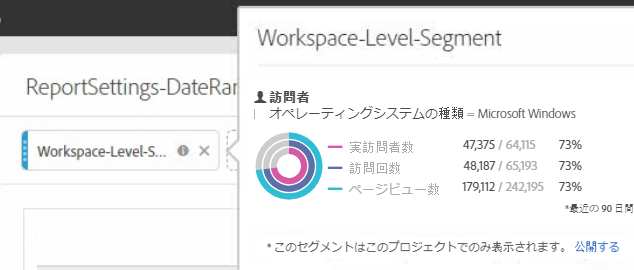 Workspace-Level-Segment
ReportSettings-DateRan
訪問者
オペレーティングシステムの種類 = Microsoft Windows
Workspace-Level-S...
実訪問者数 47,375 / 64,115 73%
訪問回数 48,187 / 65,193 73%
ページビュー数 179,112 / 242,195 73%
*最近の 90 日間
* このセグメントはこのプロジェクトでのみ表示されます。 公開する